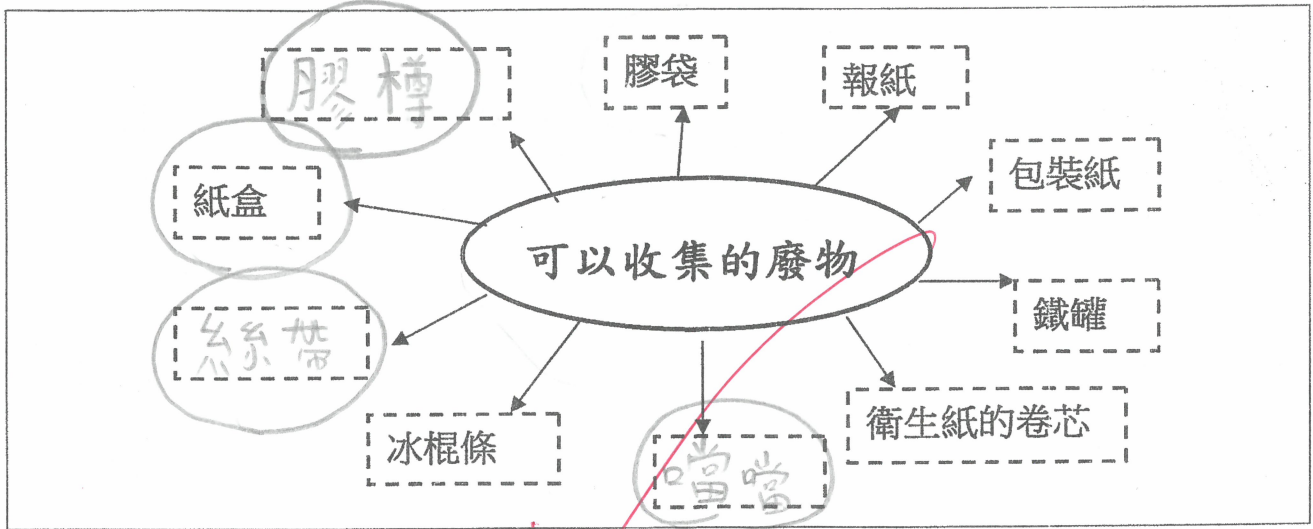 膠樽
膠袋
報紙
包裝紙
紙盒
可以收集的廢物
鐵罐
絲帶
衛生紙的卷芯
冰棍條
噹噹